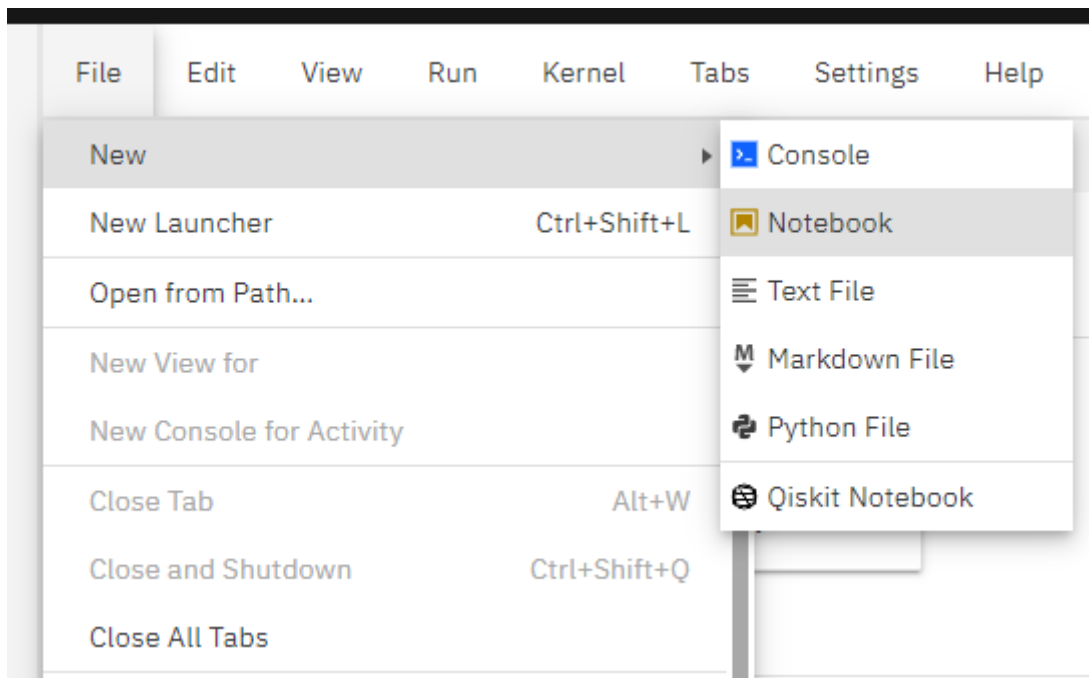 File Edit View Run Kernel Tabs Settings Help
New
New Launcher Ctrl+Shift+L
Open from Path...
New View for
New Console for Activity
Close Tab Alt+W
Close and Shutdown Ctrl+Shift+Q
Close All Tabs
Console
Notebook
Text File
Markdown File
Python File
Qiskit Notebook